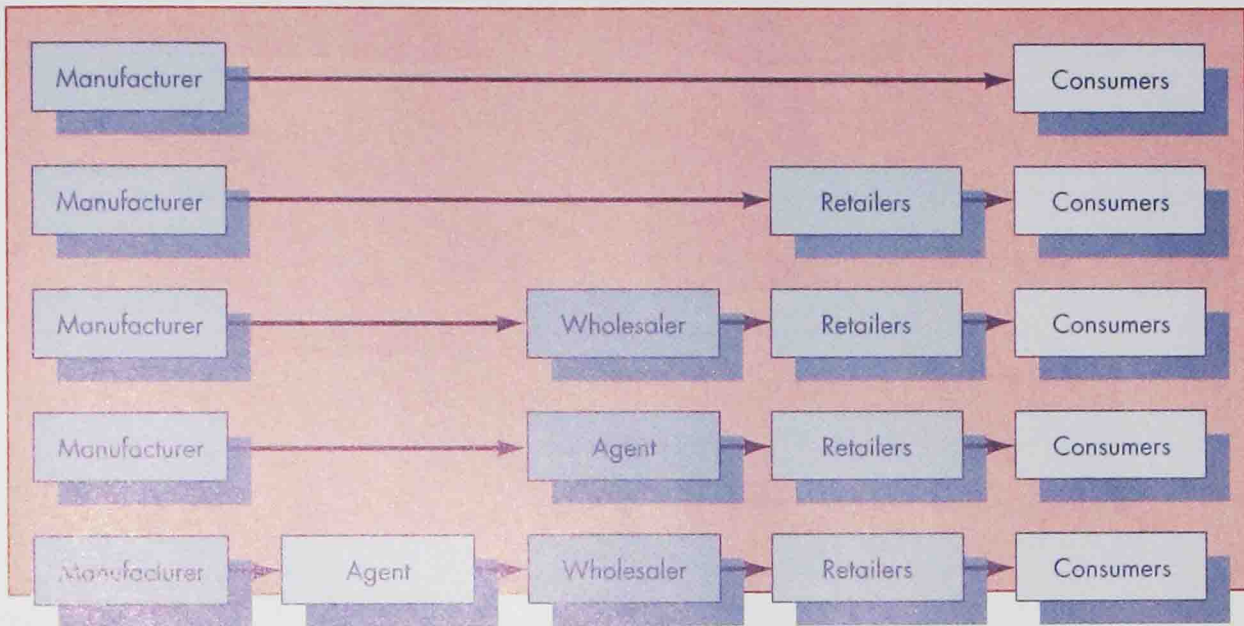 Manufacturer Consumers
Manufacturer Retailers Consumers
Manufacturer Wholesaler Retailers Consumers
Manufacturer Agent Retailers Consumers
Manufacturer Agent Wholesaler Retailers Consumers